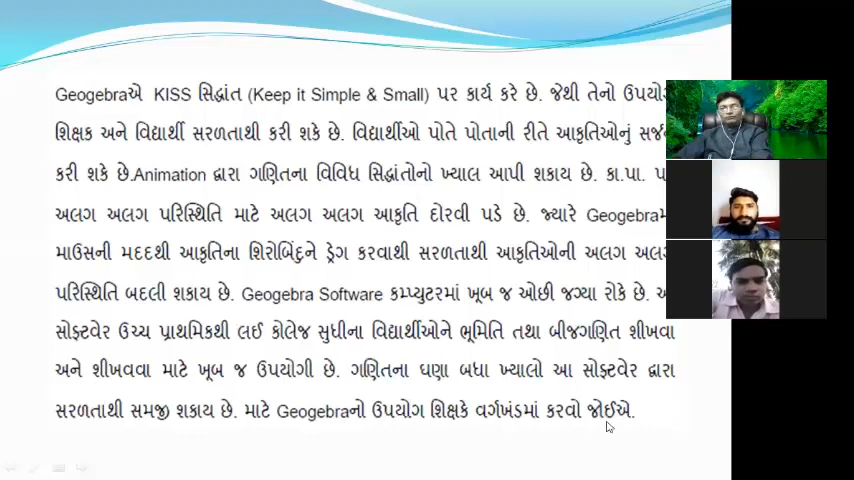 Geogebraએ KISS સિદ્ધાંત (Keep it Simple & Small) પર કાર્ય કરે છે. જેથી તેનો ઉપયોગ
શિક્ષક અને વિદ્યાર્થી સરળતાથી કરી શકે છે. વિદ્યાર્થીઓ પોતે પોતાની રીતે આકૃતિઓનું સર્જન
કરી શકે છે.Animation દ્વારા ગણિતના વિવિધ સિદ્ધાંતોનો ખ્યાલ આપી શકાય છે. કા.પા. પ
અલગ અલગ પરિસ્થિતિ માટે અલગ અલગ આકૃતિ દોરવી પડે છે. જ્યારે Geogebraમ
માઉસની મદદથી આકૃતિના શિરોબિંદુને ડ્રેગ કરવાથી સરળતાથી આકૃતિઓની અલગ અલગ
પરિસ્થિતિ બદલી શકાય છે. Geogebra Software કમ્પ્યુટરમાં ખૂબ જ ઓછી જગ્યા રોકે છે. આ
સોફ્ટવેર ઉચ્ચ પ્રાથમિકથી લઈ કોલેજ સુધીના વિદ્યાર્થીઓને ભૂમિતિ તથા બીજગણિત શીખવા
અને શીખવવા માટે ખૂબ જ ઉપયોગી છે. ગણિતના ઘણા બધા ખ્યાલો આ સોફ્ટવેર દ્વારા
સરળતાથી સમજી શકાય છે. માટે Geogebraનો ઉપયોગ શિક્ષકે વર્ગખંડમાં કરવો જોઈએ.